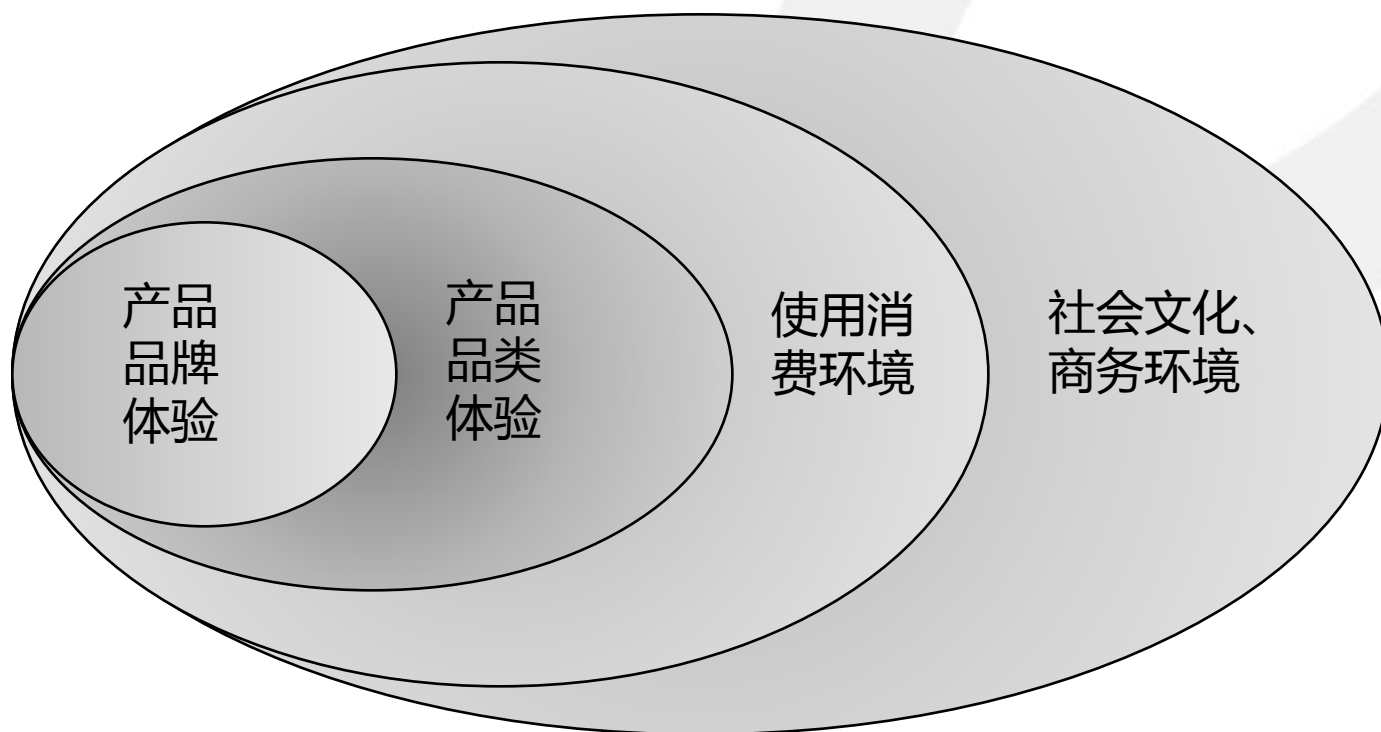 产品
品牌
体验
产品
品类
体验
使用消
费环境
社会文化、
商务环境